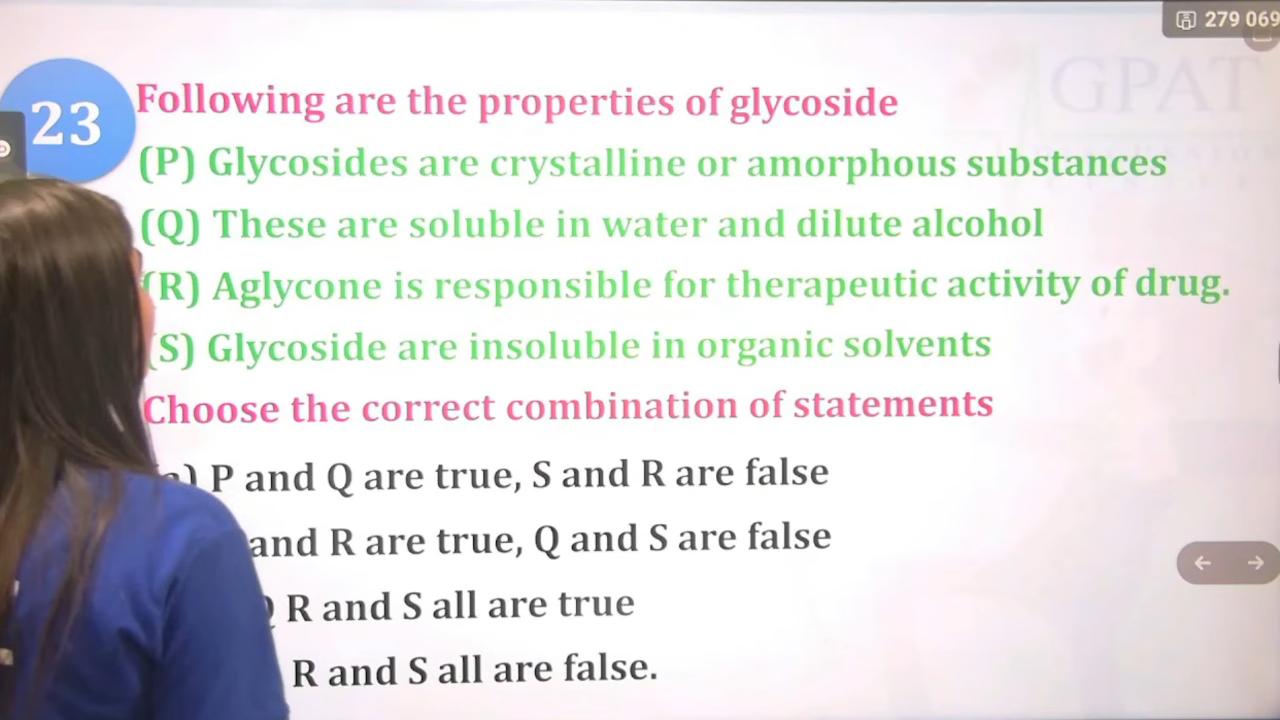 279 069
GPAT
23
Following are the properties of glycoside
(P) Glycosides are crystalline or amorphous substances
(Q) These are soluble in water and dilute alcohol
(R) Aglycone is responsible for therapeutic activity of drug.
(S) Glycoside are insoluble in organic solvents
Choose the correct combination of statements
P and Q are true, S and R are false
and R are true, Q and S are false
R and S all are true
R and S all are false.